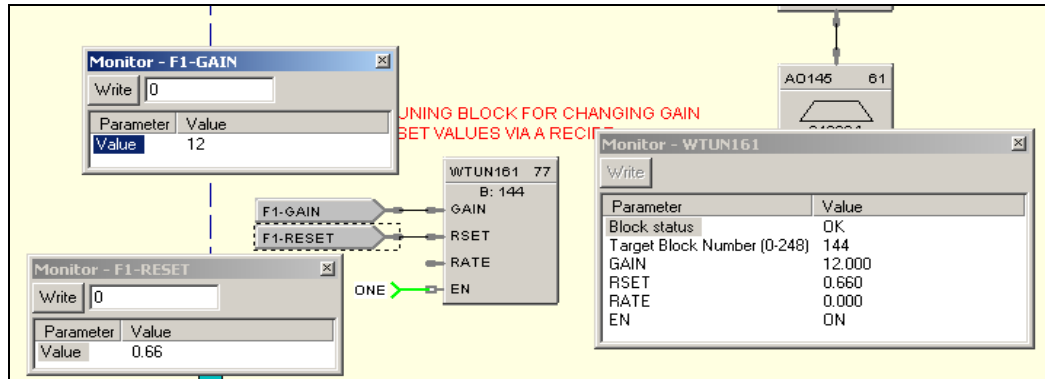 AO145 61
Monitor - F1-GAIN
Write 0
Parameter Value
Value 12
UNING BLOCK FOR CHANGING GAIN
SET VALUES VIA A RECIPE
WTUN161 77
B: 144
GAIN
RSET
RATE
EN
F1-GAIN
F1-RESET
ONE
Monitor - WTUN161
Write
Parameter Value
Block status OK
Target Block Number (0-248) 144
GAIN 12.000
RSET 0.660
RATE 0.000
EN ON
Monitor - F1-RESET
Write 0
Parameter Value
Value 0.66